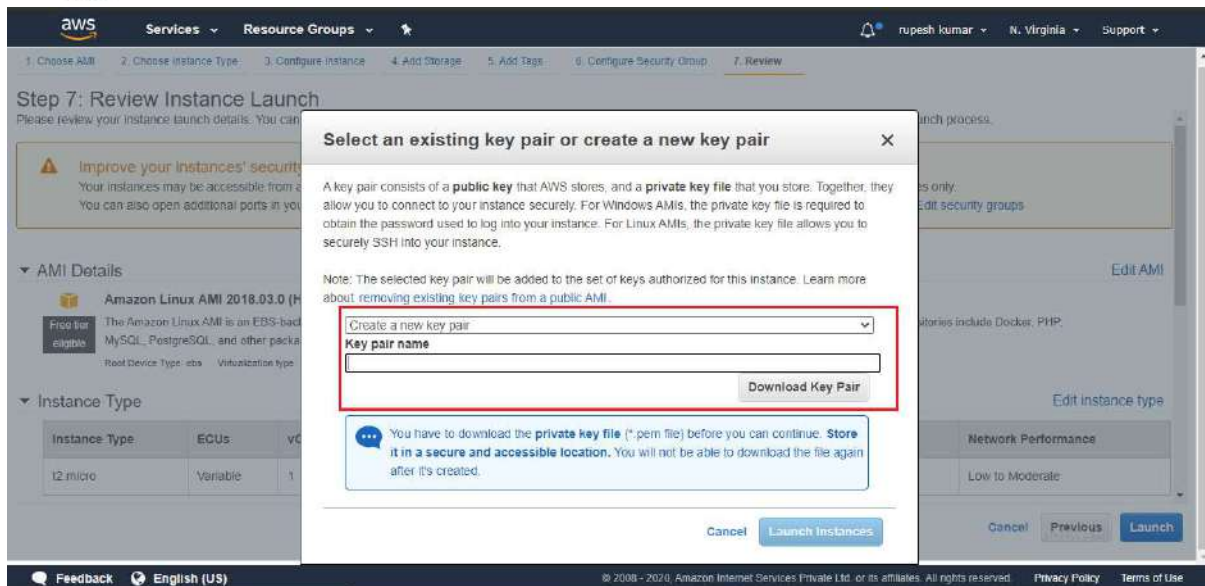 aws Services Resource Groups rupesh kumar N. Virginia Support
1. Choose AMI 2. Choose Instance Type 3. Configure Instance 4. Add Storage 5. Add Tags 6. Configure Security Group 7. Review
Step 7: Review Instance Launch
Please review your instance launch details. You can unch process.
Select an existing key pair or create a new key pair
Improve your instances' security
Your instances may be accessible from a es only.
You can also open additional ports in you Edit security groups
A key pair consists of a public key that AWS stores, and a private key file that you store. Together, they
allow you to connect to your instance securely. For Windows AMIs, the private key file is required to
obtain the password used to log into your instance. For Linux AMIs, the private key file allows you to
securely SSH into your instance.
AMI Details Edit AMI
Note: The selected key pair will be added to the set of keys authorized for this instance. Learn more
about removing existing key pairs from a public AMI.
Amazon Linux AMI 2018.03.0 (H
Free tier eligible
The Amazon Linux AMI is an EBS-back sitories include Docker, PHP,
MySQL, PostgreSQL, and other packa
Root Device Type: ebs Virtualization type
Create a new key pair
Key pair name
Download Key Pair
Instance Type Edit instance type
Instance Type ECUs vC Network Performance
t2.micro Variable 1 Low to Moderate
You have to download the private key file (*.pem file) before you can continue. Store
it in a secure and accessible location. You will not be able to download the file again
after it's created.
Cancel Launch Instances
Cancel Previous Launch
Feedback English (US) © 2008 - 2020, Amazon Internet Services Private Ltd. or its affiliates. All rights reserved. Privacy Policy Terms of Use